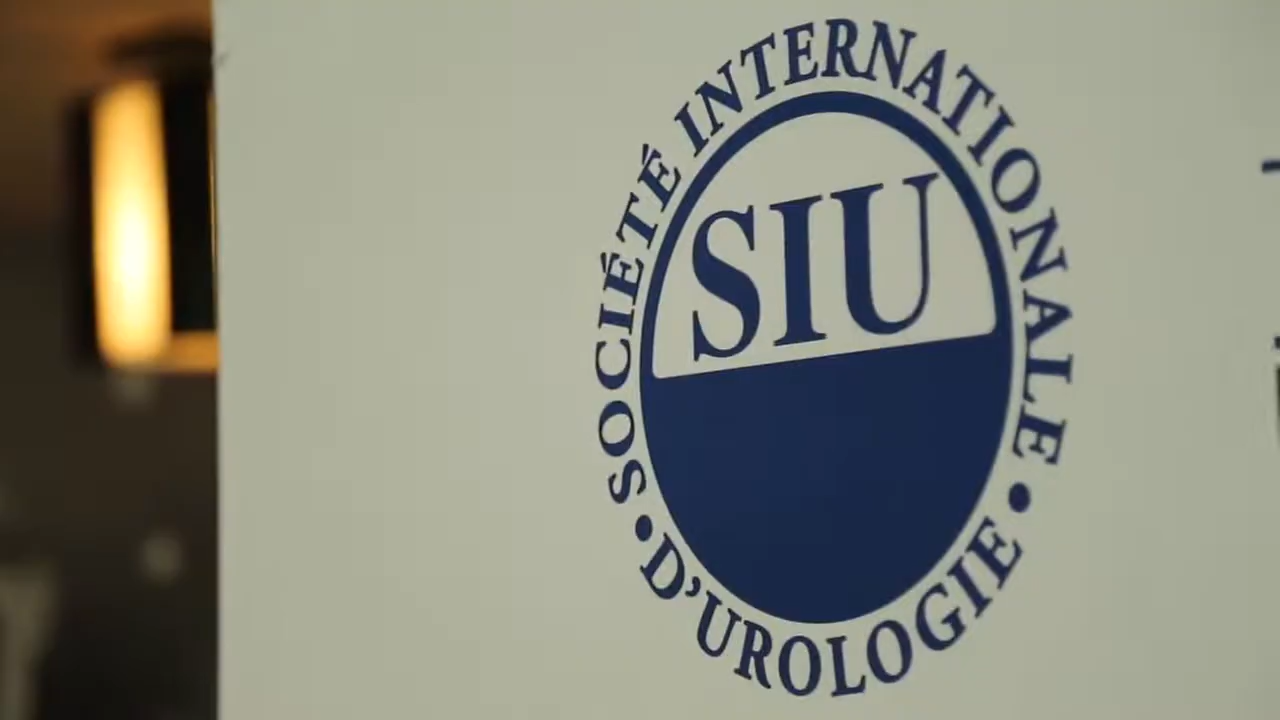 SOCIÉTÉ INTERNATIONALE
SIU
• D'UROLOGIE •